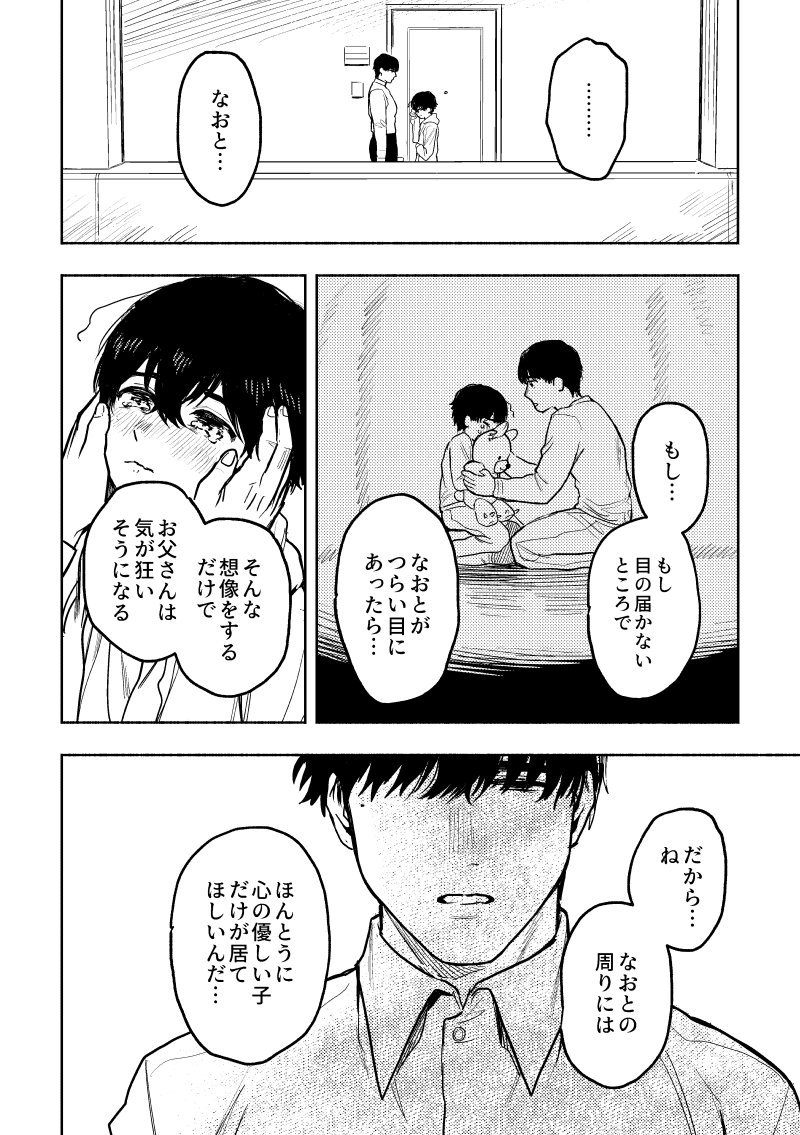 ………
なおと…
もし…
もし
目の届かない
ところで
なおとが
つらい目に
あったら…
そんな
想像をする
だけで
お父さんは
気が狂い
そうになる
だから…
ね
なおとの
周りには
ほんとうに
心の優しい子
だけが居て
ほしいんだ…